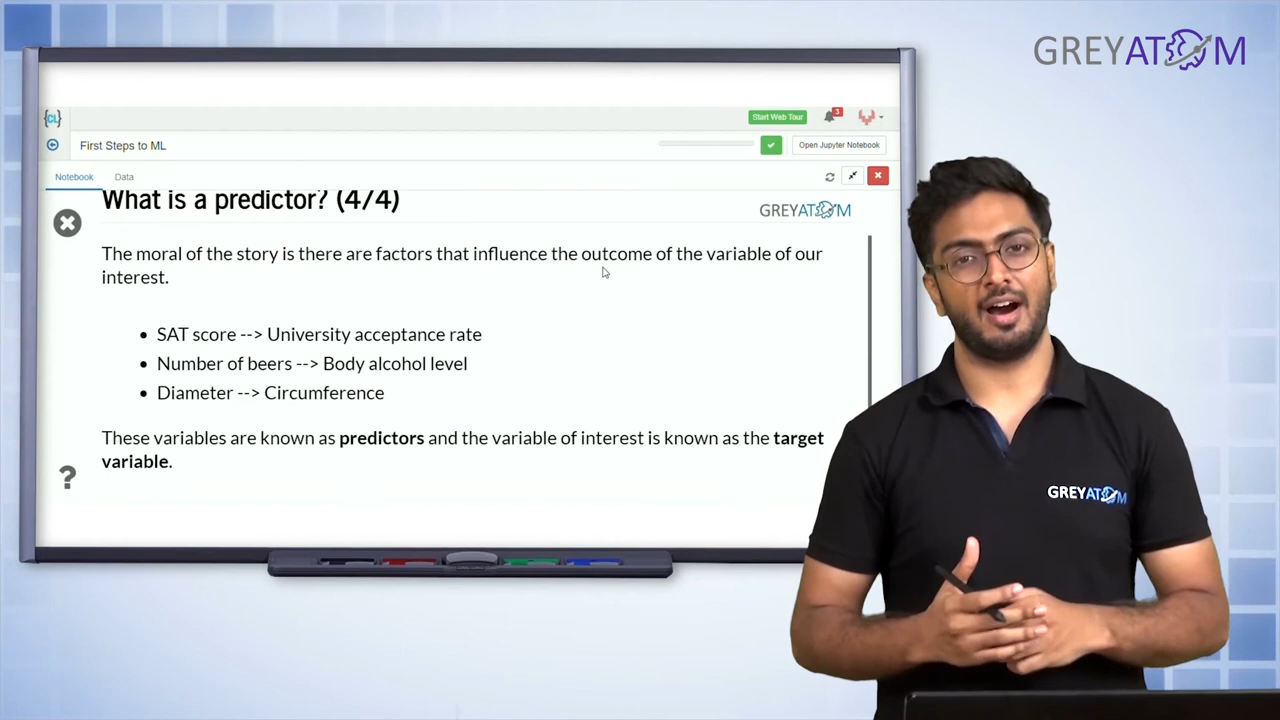 GREYATOM
{CL}
Start Web Tour
3
First Steps to ML
Open Jupyter Notebook
Notebook
Data
What is a predictor? (4/4)
GREYATOM
The moral of the story is there are factors that influence the outcome of the variable of our
interest.
• SAT score --> University acceptance rate
• Number of beers --> Body alcohol level
• Diameter --> Circumference
These variables are known as predictors and the variable of interest is known as the target
variable.
?
GREYATOM